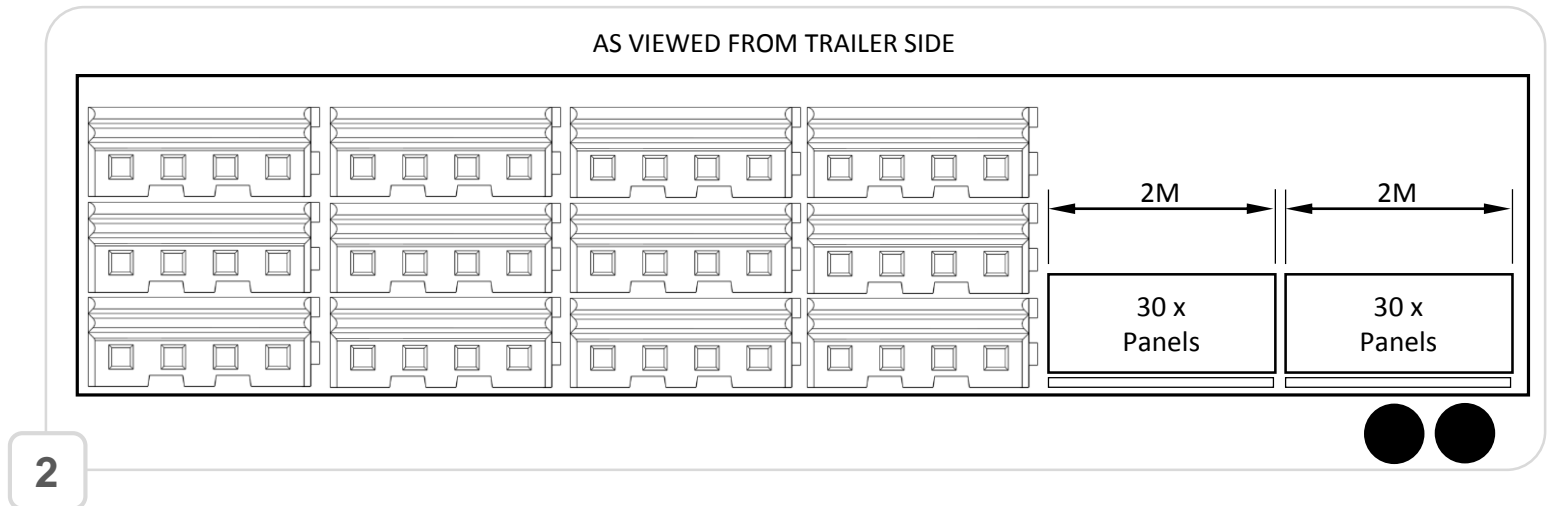 AS VIEWED FROM TRAILER SIDE
2M
2M
30 x
Panels
30 x
Panels
2